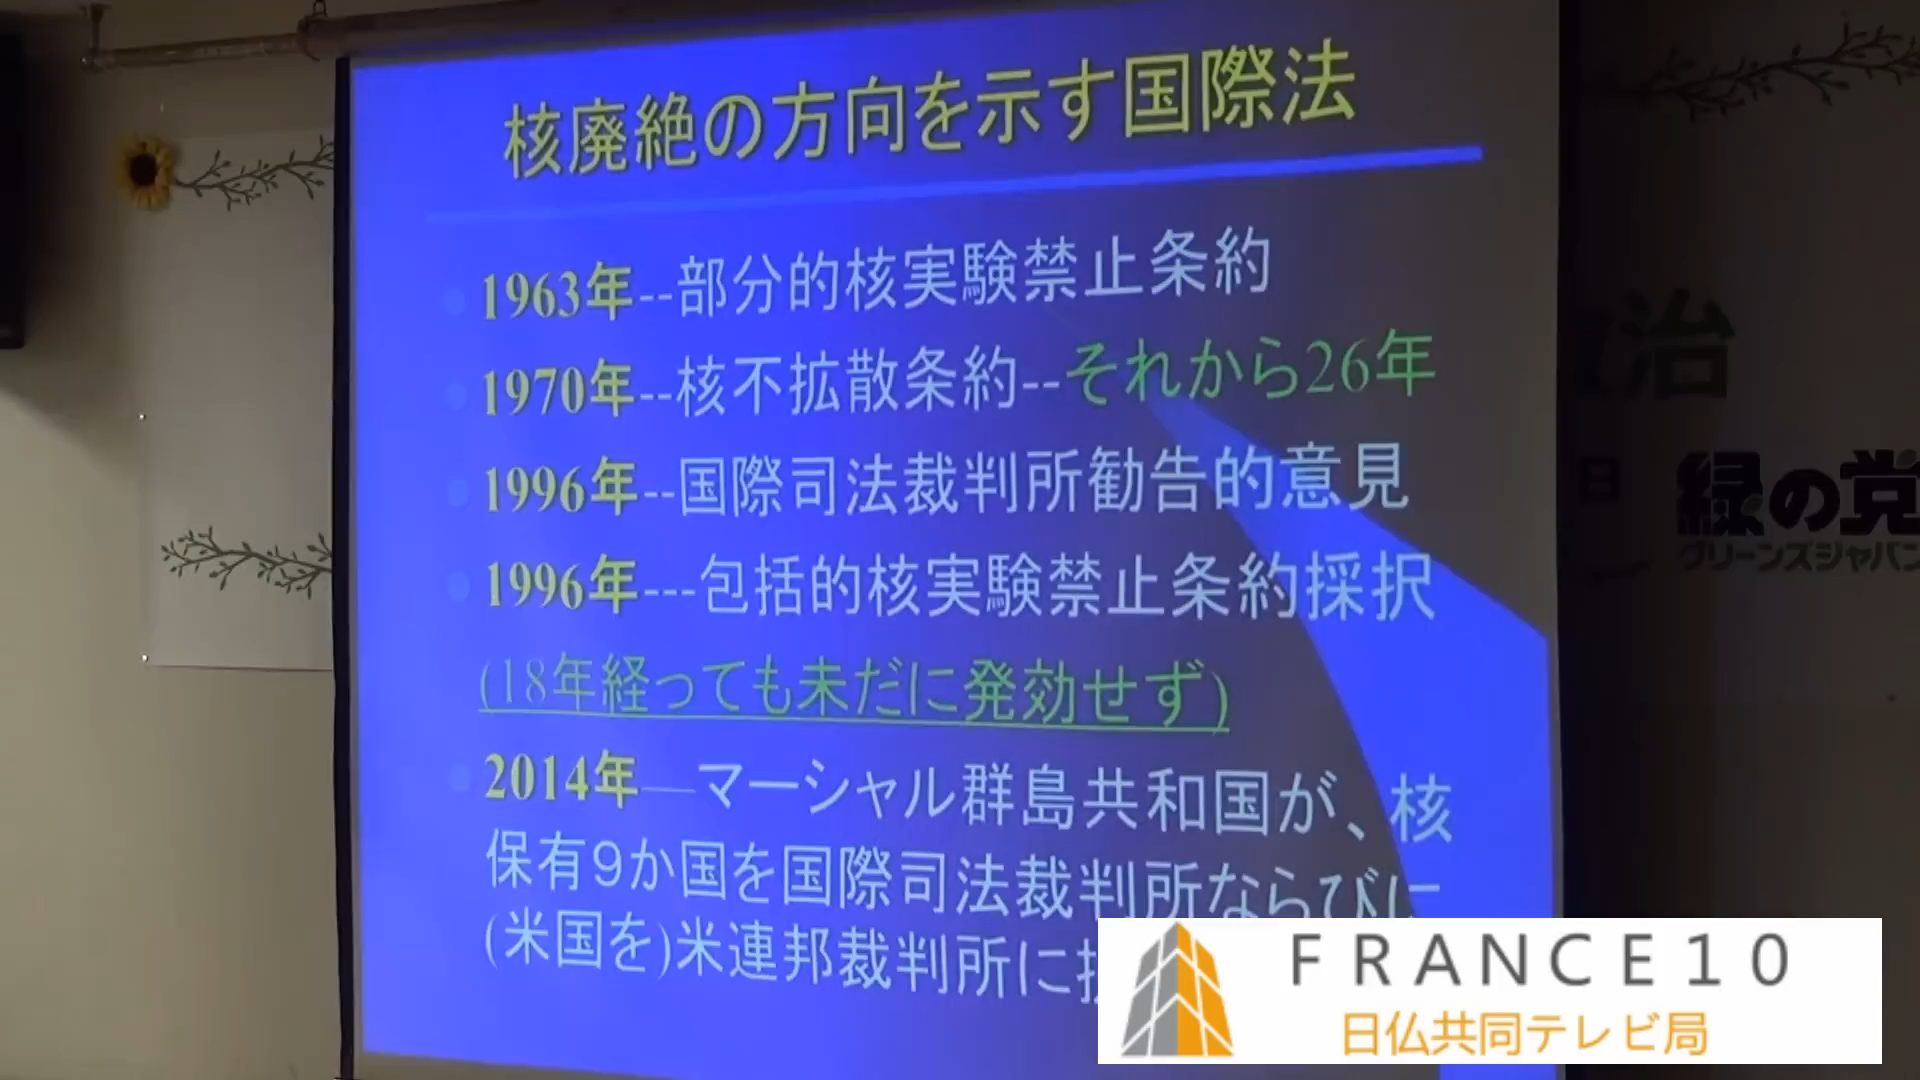 核廃絶の方向を示す国際法
1963年--部分的核実験禁止条約
1970年--核不拡散条約--それから26年
1996年--国際司法裁判所勧告的意見
1996年---包括的核実験禁止条約採択
(18年経っても未だに発効せず)
2014年―マーシャル群島共和国が、核
保有9か国を国際司法裁判所ならびに
(米国を)米連邦裁判所に
治
日
緑の党
グリーンズジャパン
FRANCE10
日仏共同テレビ局